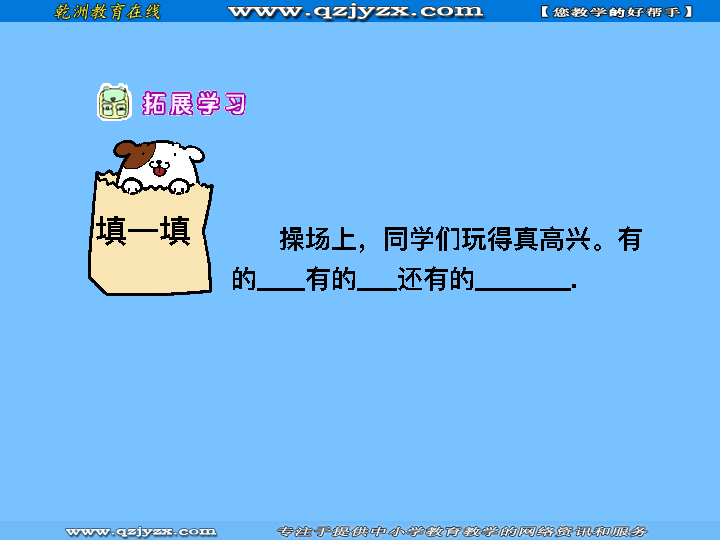 乾洲教育在线 www.qzjyzx.com 【您教学的好帮手】
拓展学习
填一填
操场上，同学们玩得真高兴。有
的____有的___还有的________.
www.qzjyzx.com 专注于提供中小学教育教学的网络资讯和服务